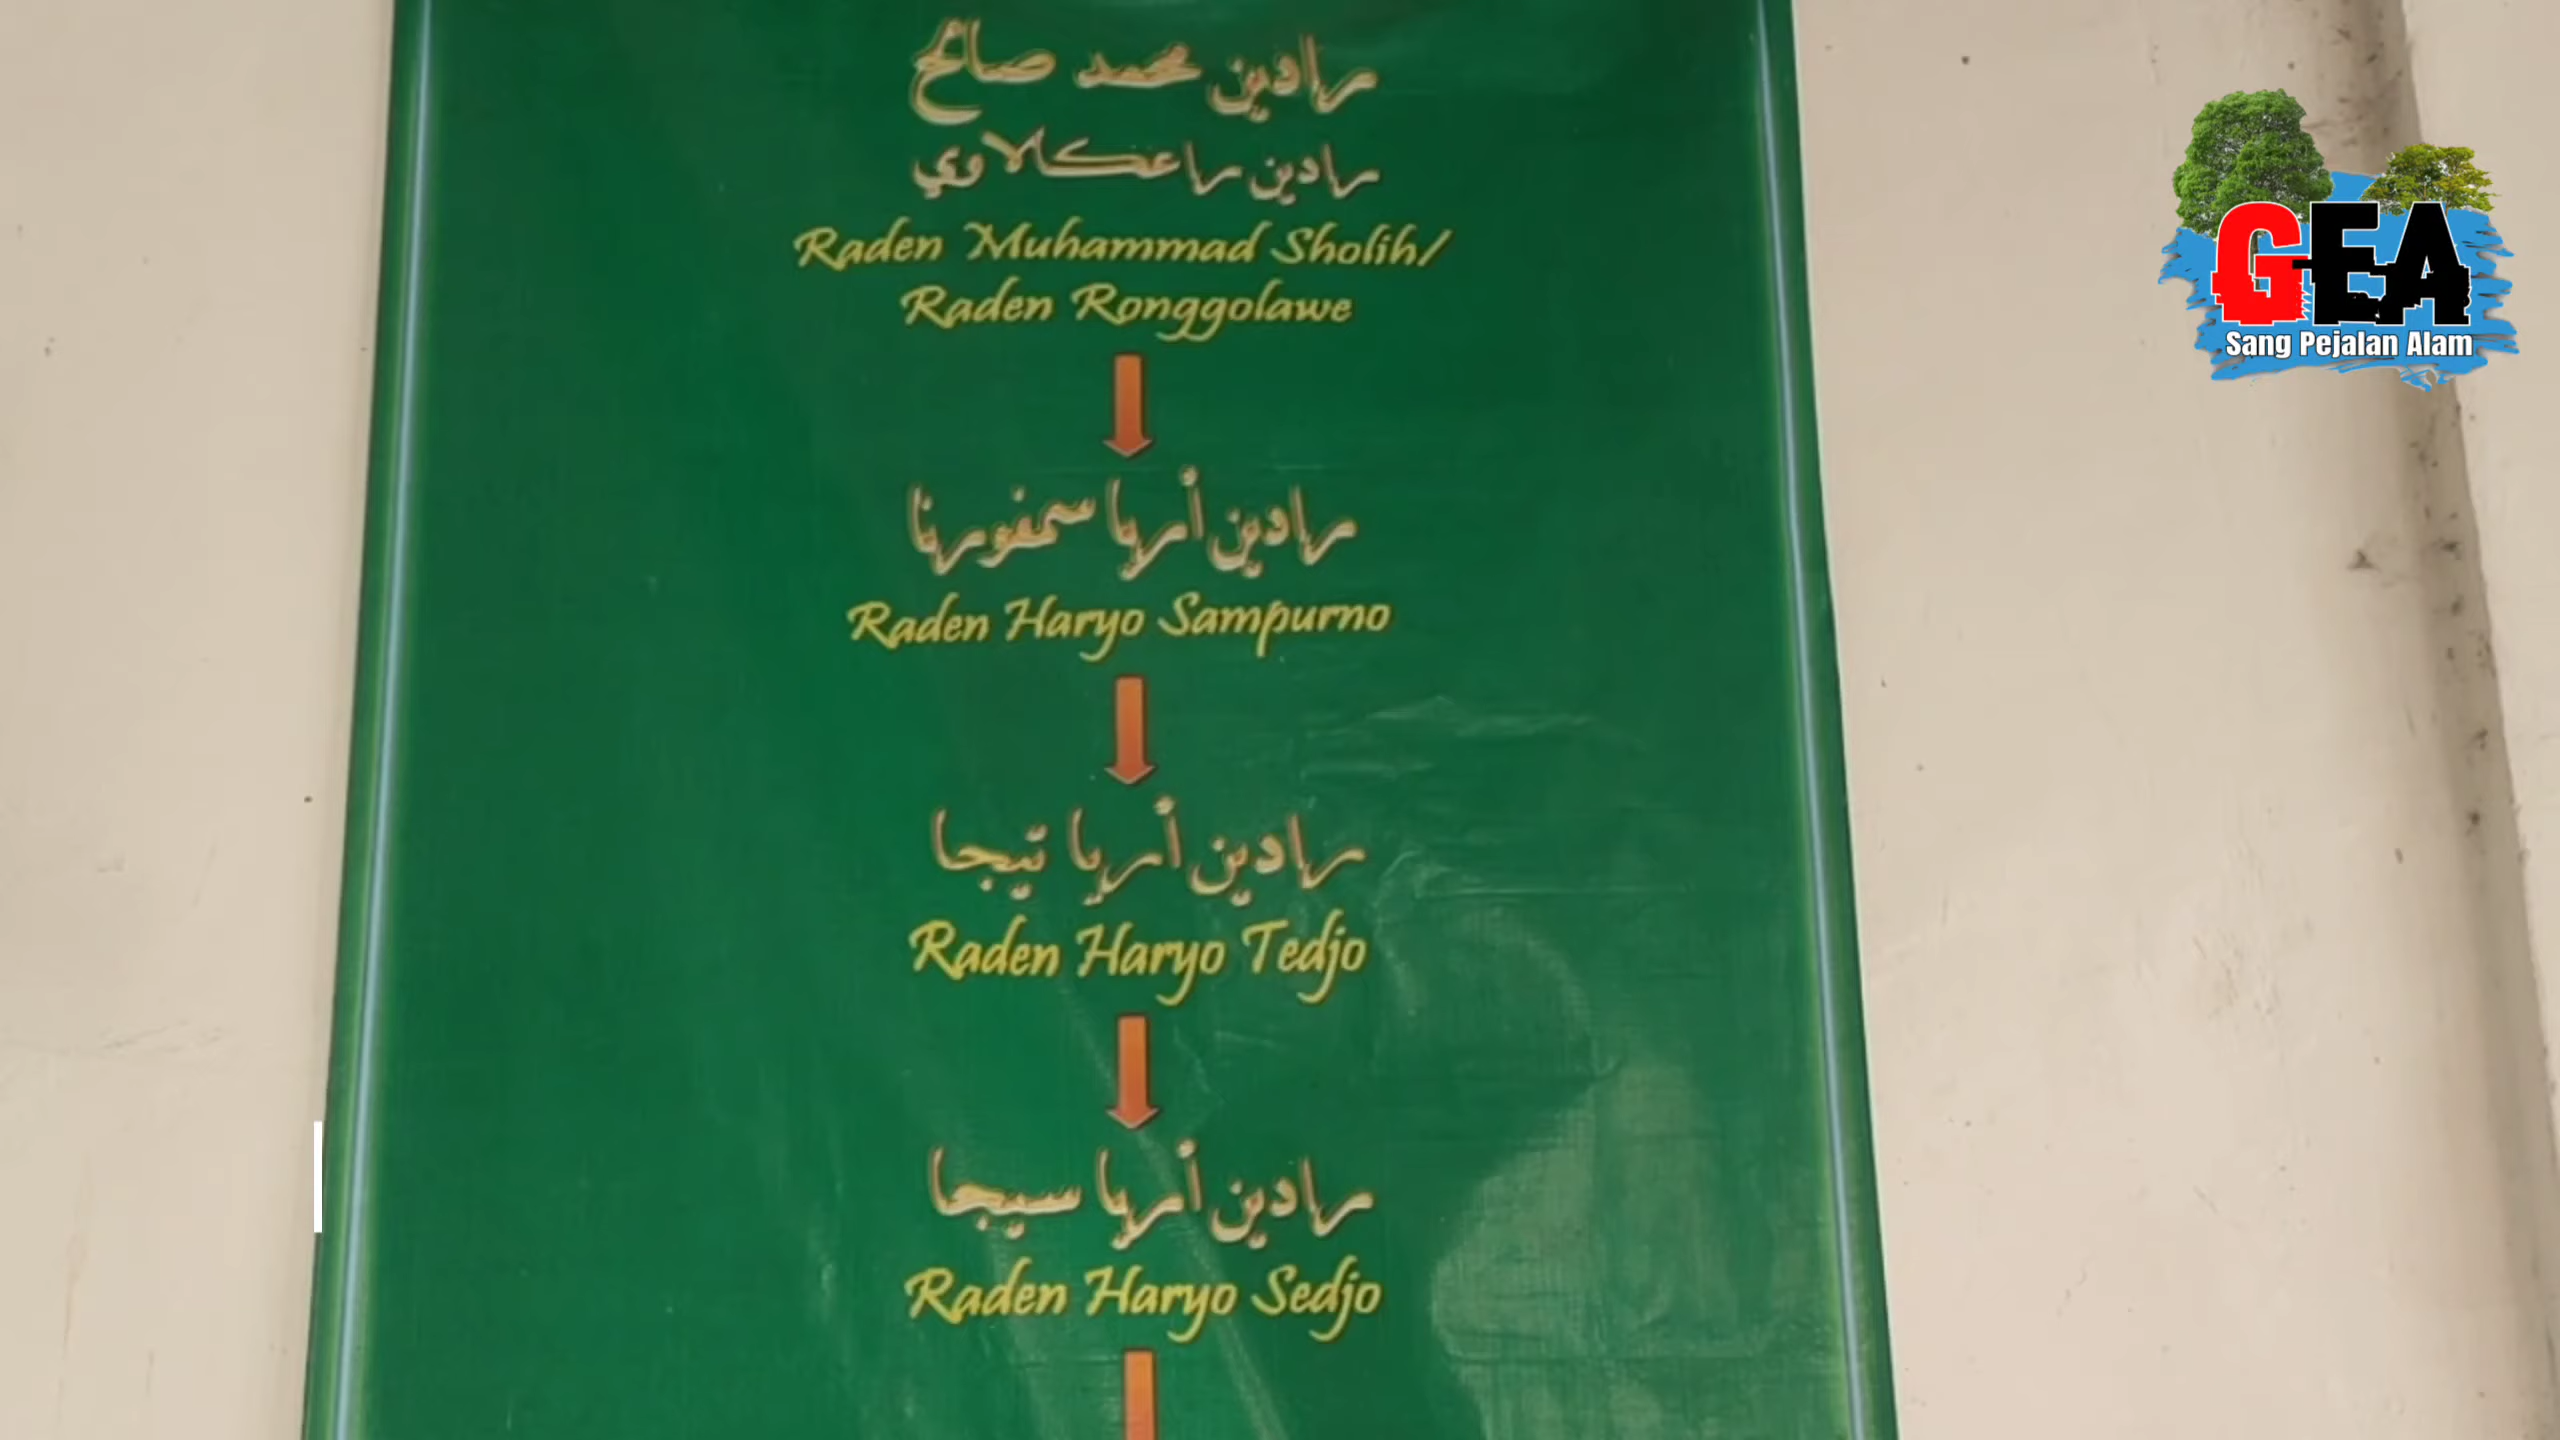 رادين محمد صالح
رادين راعكالاوي
Raden Muhammad Sholih/
Raden Ronggolawe
رادين أريا سمفورنا
Raden Haryo Sampurno
رادين أريا تيجا
Raden Haryo Tedjo
رادين أريا سيجا
Raden Haryo Sedjo
GEA
Sang Pejalan Alam